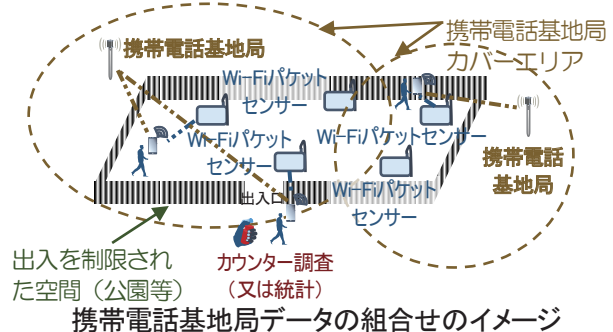 携帯電話基地局
カバーエリア
携帯電話基地局
Wi-Fiパケット
センサー
Wi-Fiパケット
センサー
Wi-Fiパケットセンサー
携帯電話
基地局
Wi-Fiパケット
センサー
出入口
出入を制限され
た空間（公園等）
カウンター調査
（又は統計）
携帯電話基地局データの組合せのイメージ